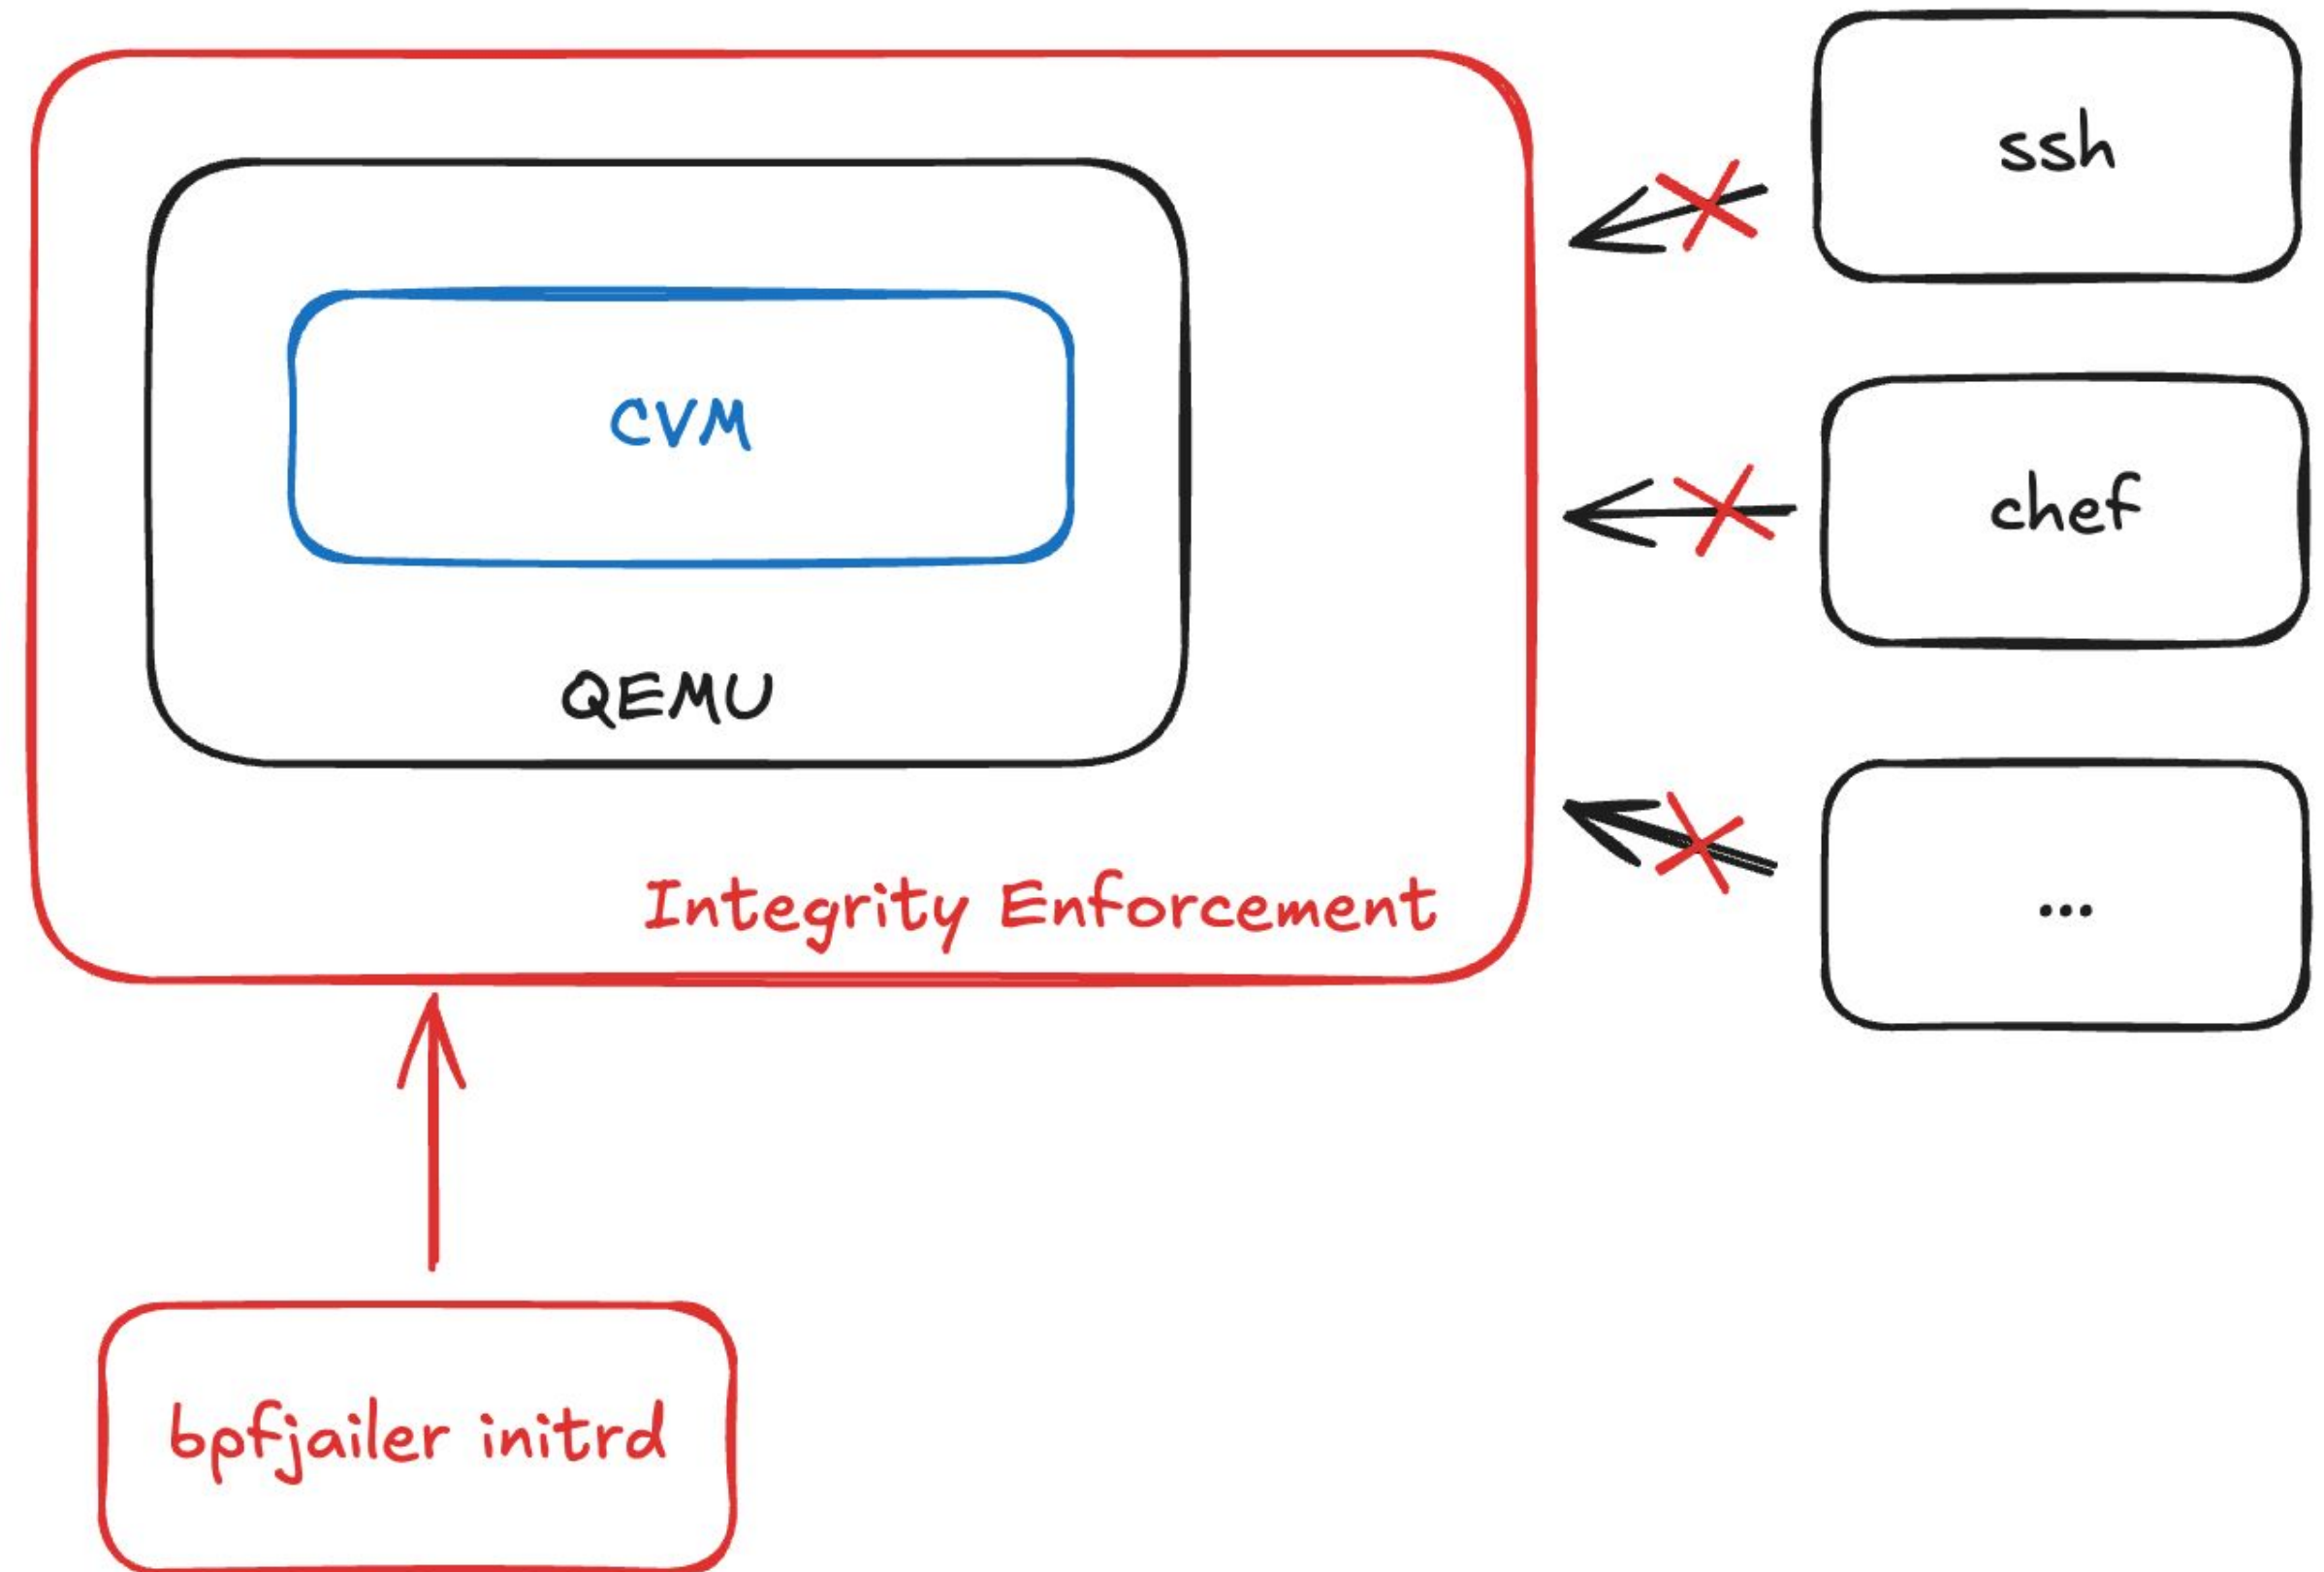 ssh
CVM
chef
QEMU
Integrity Enforcement
...
bpfjailer initrd